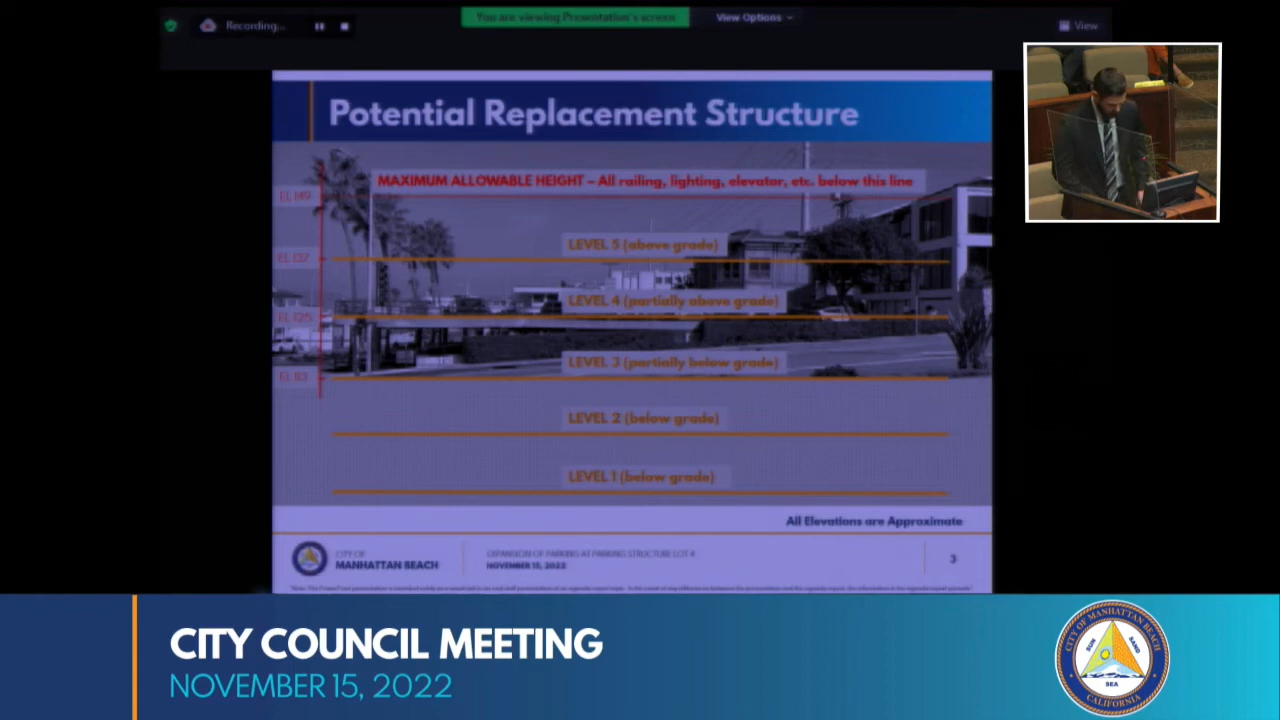 Recording...
You are viewing Presentation's screen
View Options
View
Potential Replacement Structure
MAXIMUM ALLOWABLE HEIGHT – All railing, lighting, elevator, etc. below this line
EL 149
LEVEL 5 (above grade)
EL 137
LEVEL 4 (partially above grade)
EL 125
LEVEL 3 (partially below grade)
EL 113
LEVEL 2 (below grade)
LEVEL 1 (below grade)
All Elevations are Approximate
CITY OF
MANHATTAN BEACH
EXPANSION OF PARKING AT PARKING STRUCTURE LOT 4
NOVEMBER 15, 2022
3
CITY COUNCIL MEETING
NOVEMBER 15, 2022
CITY OF MANHATTAN BEACH
SUN
SAND
SEA
CALIFORNIA